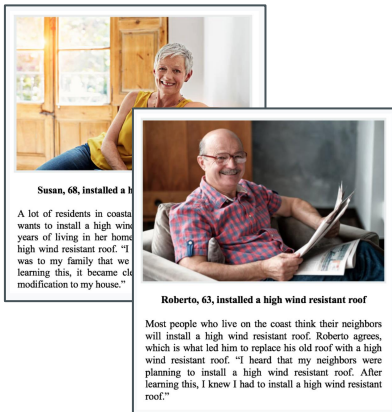 Susan, 68, installed a h
A lot of residents in coasta
wants to install a high wind
years of living in her home
high wind resistant roof. “I
was to my family that we
learning this, it became cle
modification to my house.”
Roberto, 63, installed a high wind resistant roof
Most people who live on the coast think their neighbors
will install a high wind resistant roof. Roberto agrees,
which is what led him to replace his old roof with a high
wind resistant roof. “I heard that my neighbors were
planning to install a high wind resistant roof. After
learning this, I knew I had to install a high wind resistant
roof.”